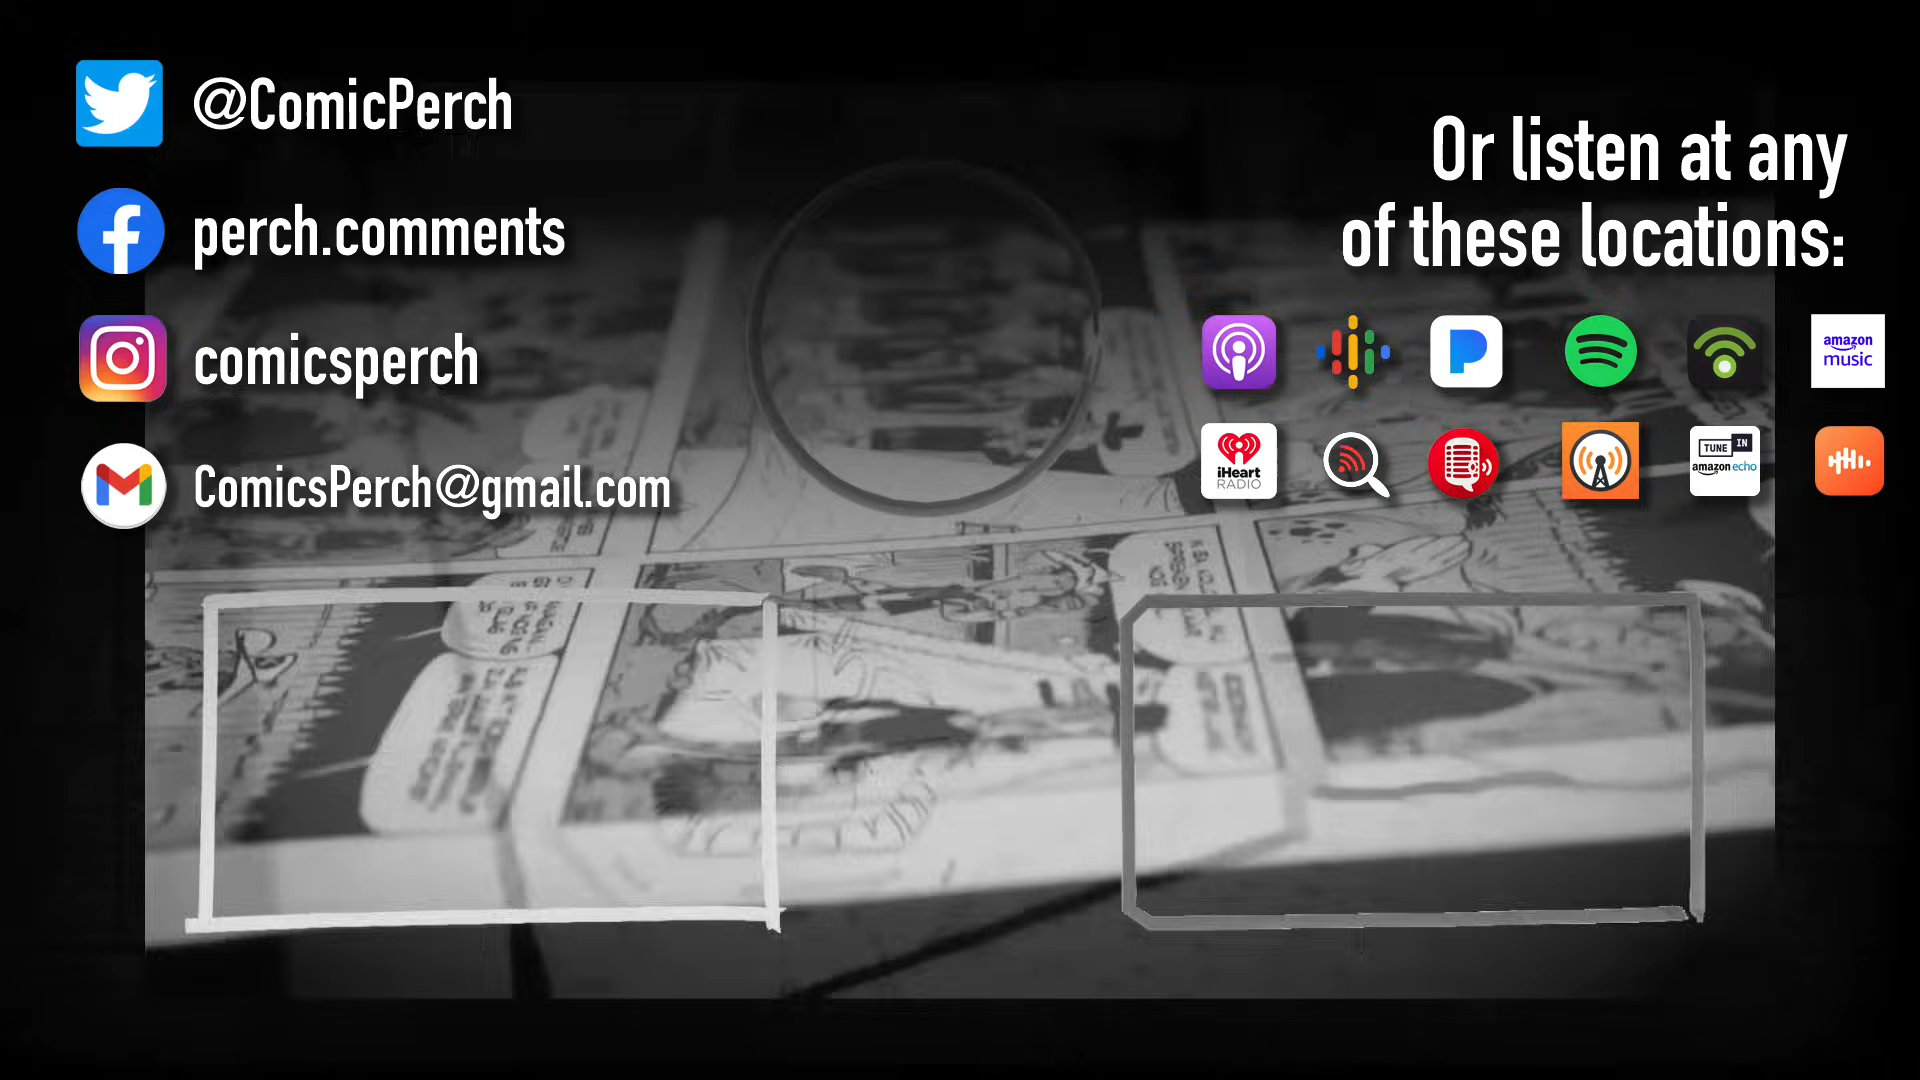 @ComicPerch
perch.comments
comicsperch
ComicsPerch@gmail.com
Or listen at any
of these locations:
amazon
music
iHeart
RADIO
TUNE IN
amazon echo